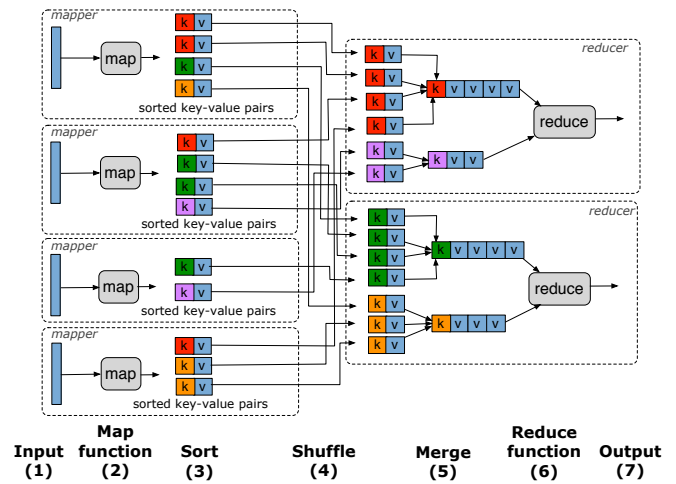 mapper
map
k v
k v
k v
k v
sorted key-value pairs
mapper
map
k v
k v
k v
k v
sorted key-value pairs
mapper
map
k v
k v
sorted key-value pairs
mapper
map
k v
k v
k v
sorted key-value pairs
reducer
k v
k v
k v
k v
k v
k v
k v v v v
k v v
reduce
reducer
k v
k v
k v
k v
k v
k v
k v
k v v v v
k v v v
reduce
Input
(1)
Map
function
(2)
Sort
(3)
Shuffle
(4)
Merge
(5)
Reduce
function
(6)
Output
(7)